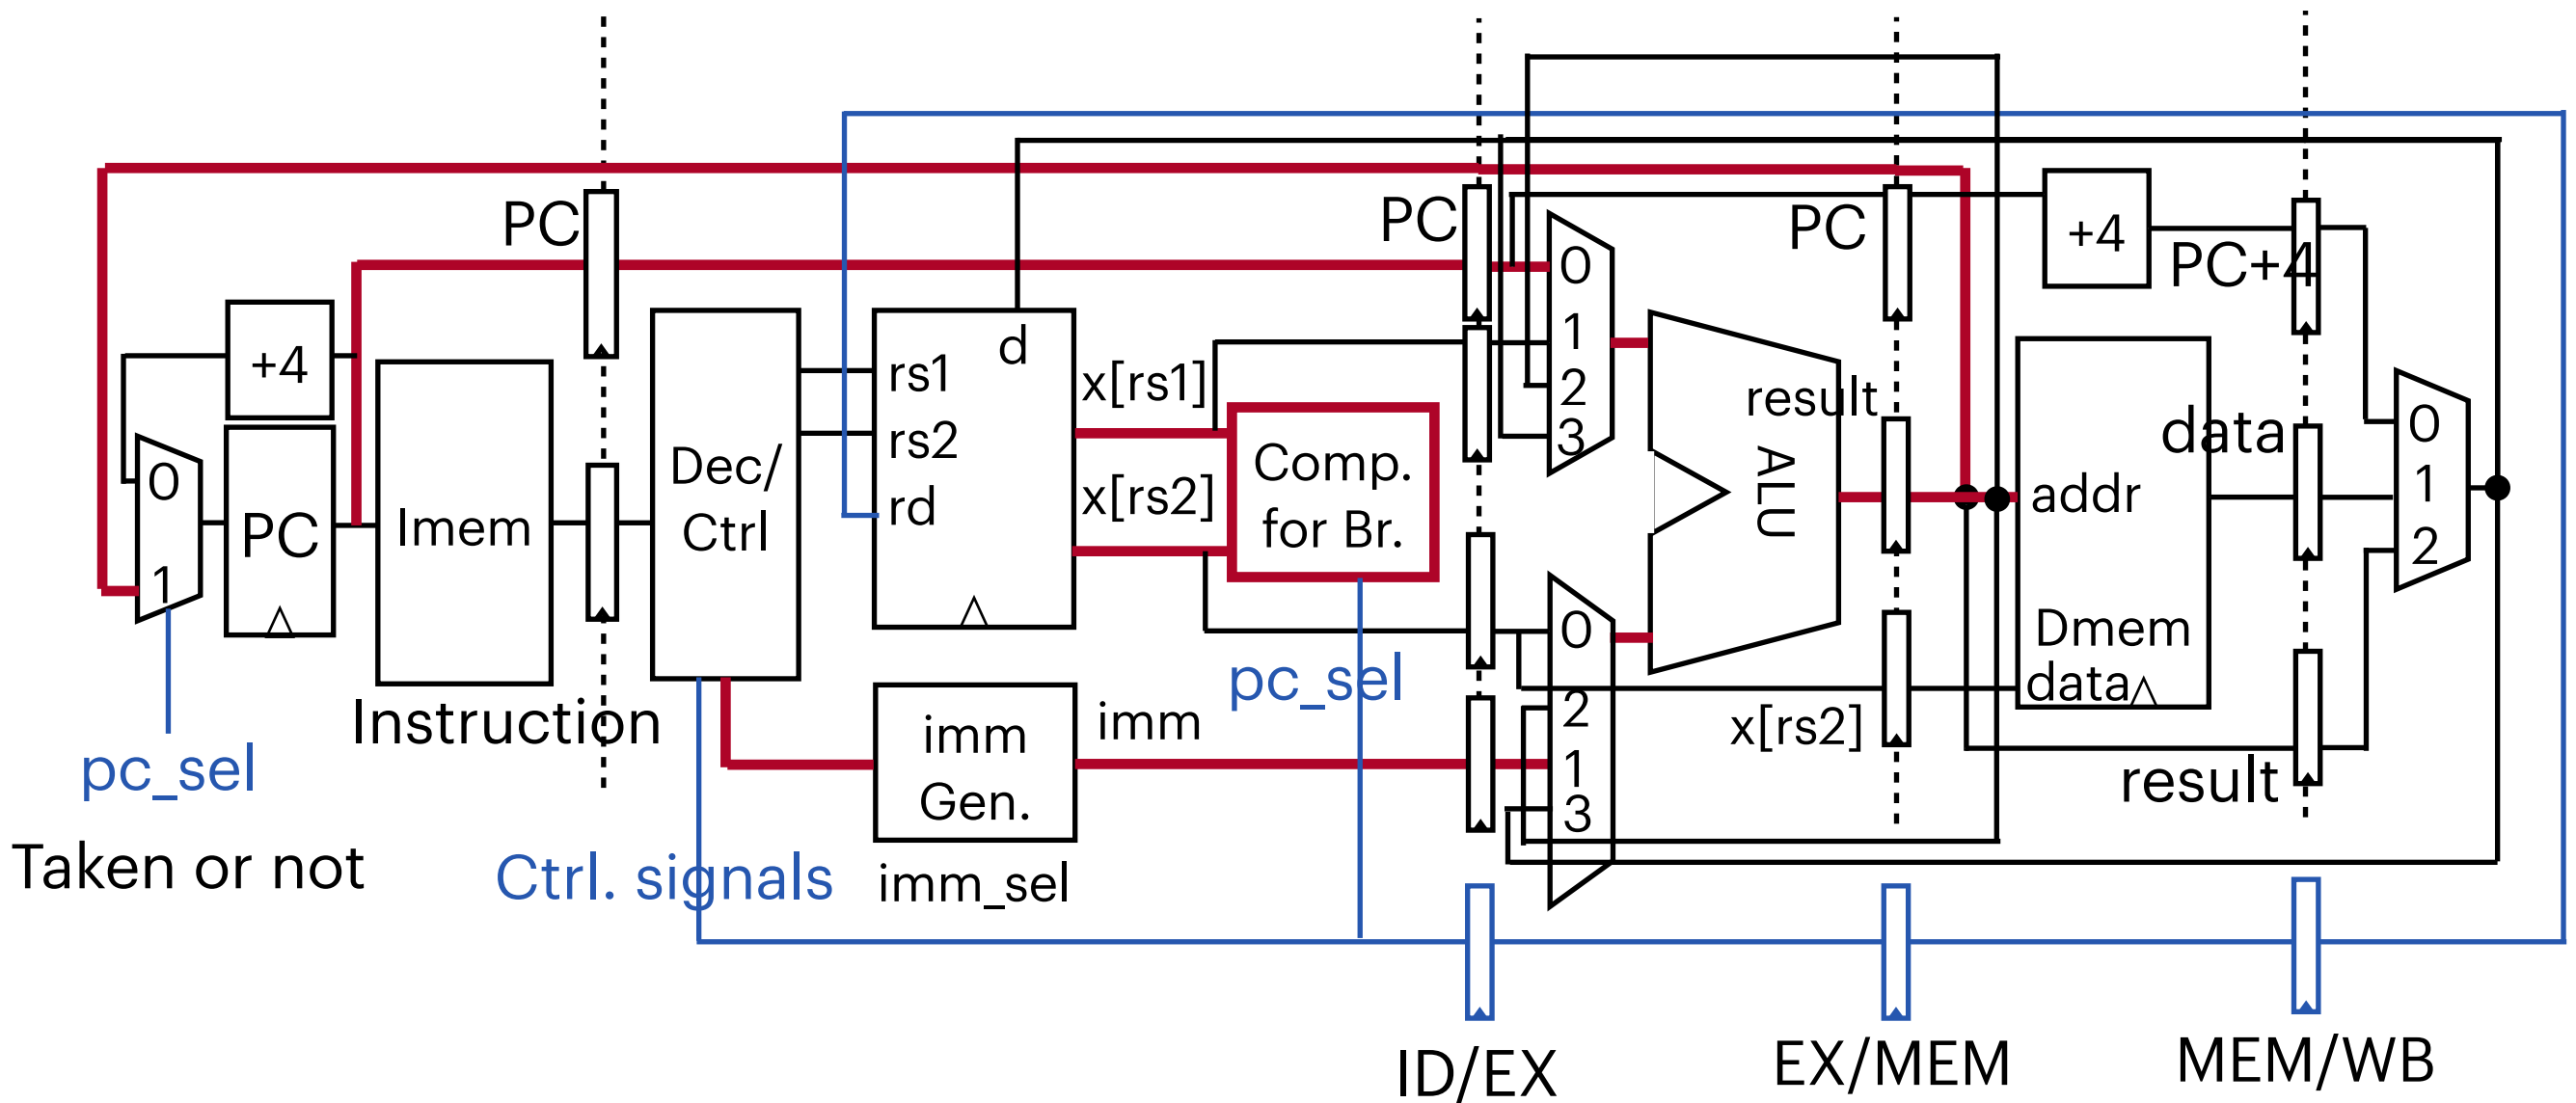 PC
PC
PC
+4
PC+4
+4
0
1
PC
Imem
Instruction
pc_sel
Taken or not
Dec/
Ctrl
Ctrl. signals
d
rs1
rs2
rd
x[rs1]
x[rs2]
Comp.
for Br.
pc_sel
imm
Gen.
imm
imm_sel
0
1
2
3
0
2
1
3
result
ALU
x[rs2]
addr
Dmem
data
data
result
0
1
2
ID/EX
EX/MEM
MEM/WB